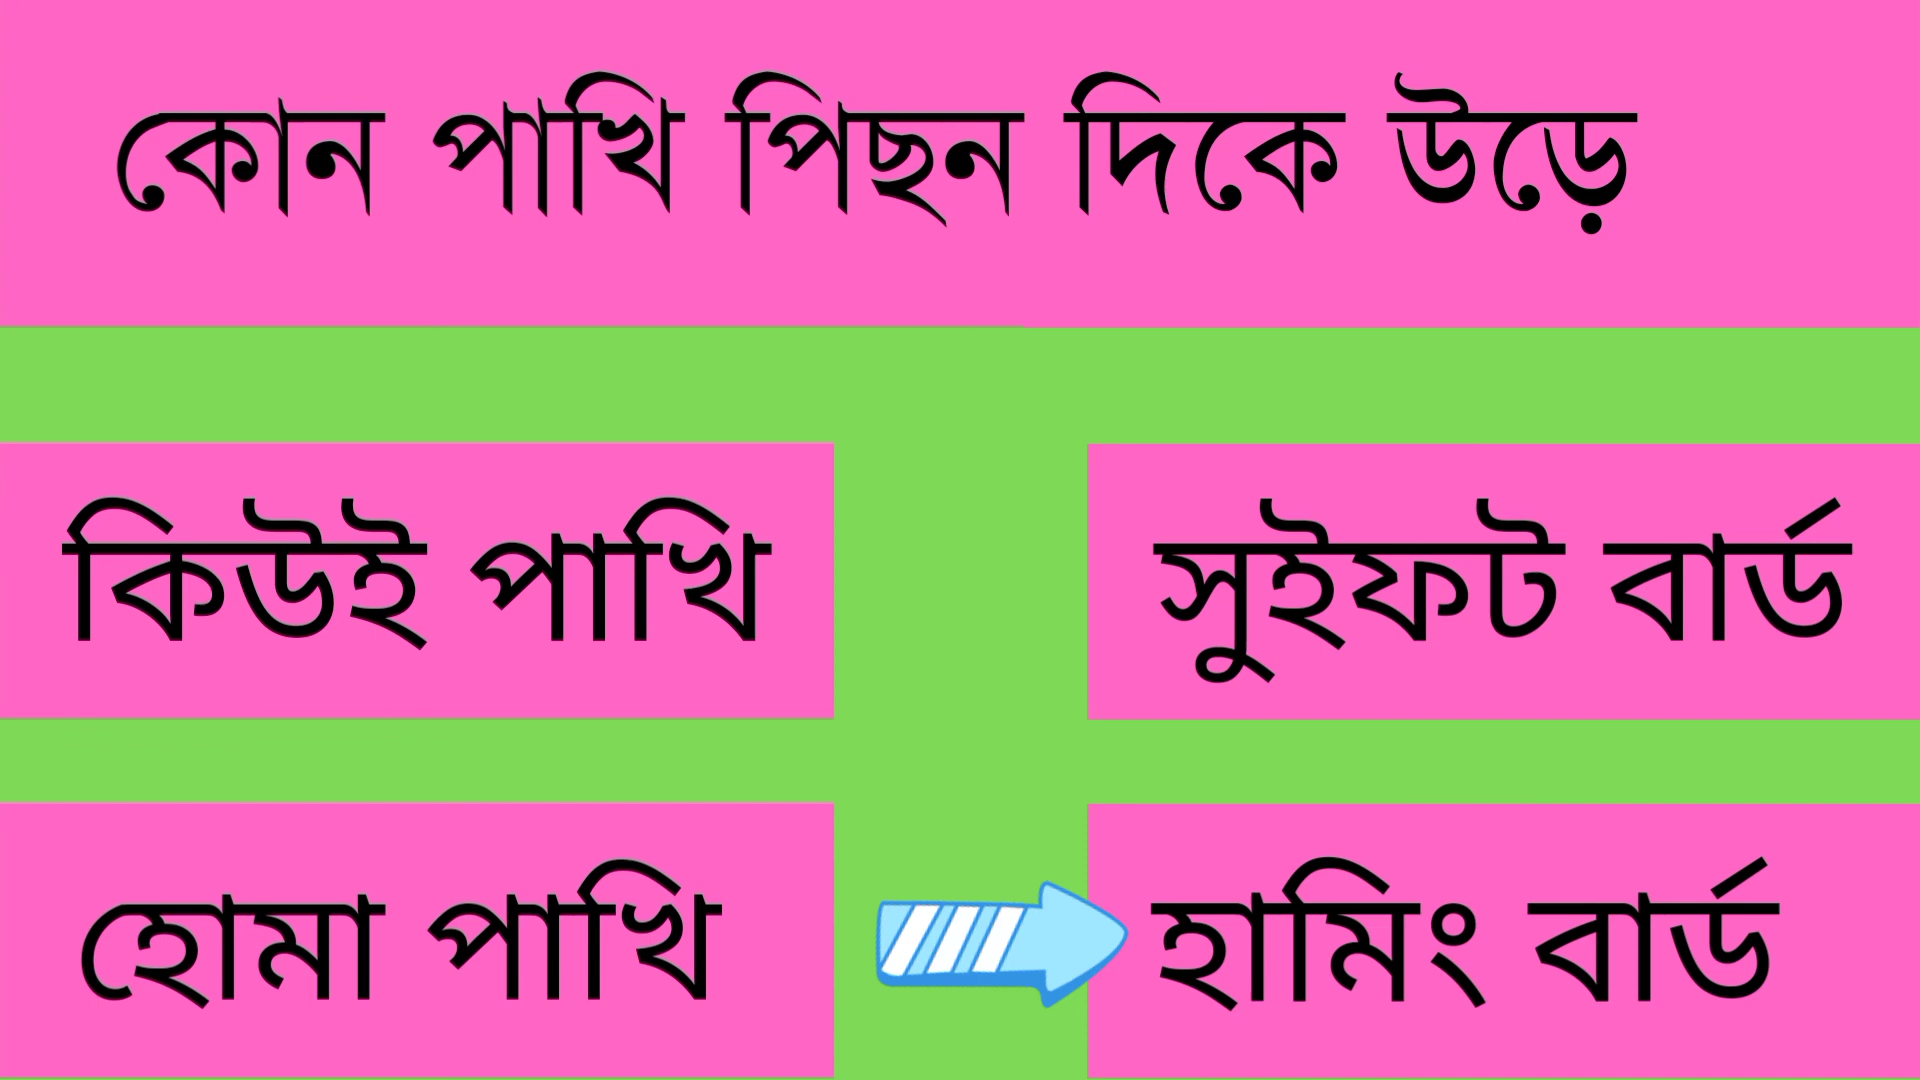 কোন পাখি পিছন দিকে উড়ে
কিউই পাখি
সুইফট বার্ড
হোমা পাখি
হামিং বার্ড